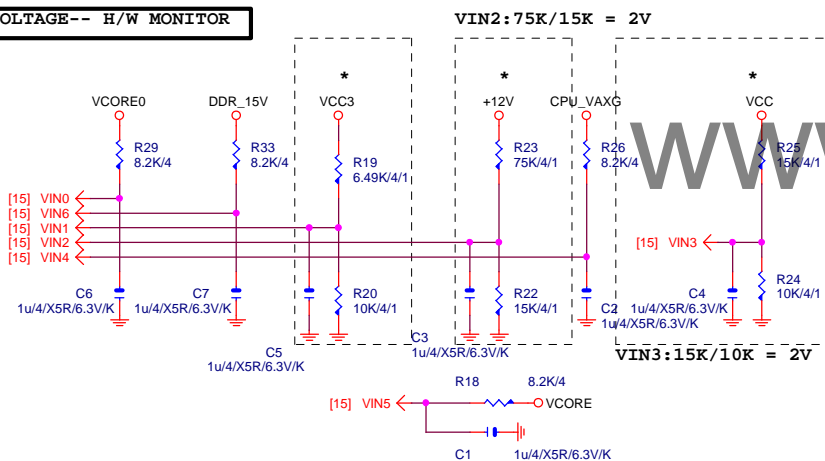 OLTAGE-- H/W MONITOR
VIN2:75K/15K = 2V
* * *
VCORE0 DDR_15V VCC3 +12V CPU_VAXG VCC
R29
8.2K/4
R33
8.2K/4
R19
6.49K/4/1
R23
75K/4/1
R26
8.2K/4
R25
15K/4/1
WWW
[15] VIN0
[15] VIN6
[15] VIN1
[15] VIN2
[15] VIN4
[15] VIN3
C6
1u/4/X5R/6.3V/K
C7
1u/4/X5R/6.3V/K
R20
10K/4/1
R22
15K/4/1
C2
1u/4/X5R/6.3V/K
C4
1u/4/X5R/6.3V/K
R24
10K/4/1
C5
1u/4/X5R/6.3V/K
C3
1u/4/X5R/6.3V/K
VIN3:15K/10K = 2V
R18 8.2K/4
[15] VIN5 VCORE
C1 1u/4/X5R/6.3V/K